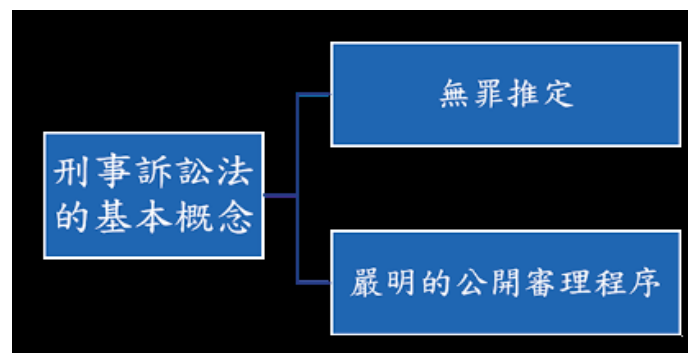 刑事訴訟法
的基本概念
無罪推定
嚴明的公開審理程序